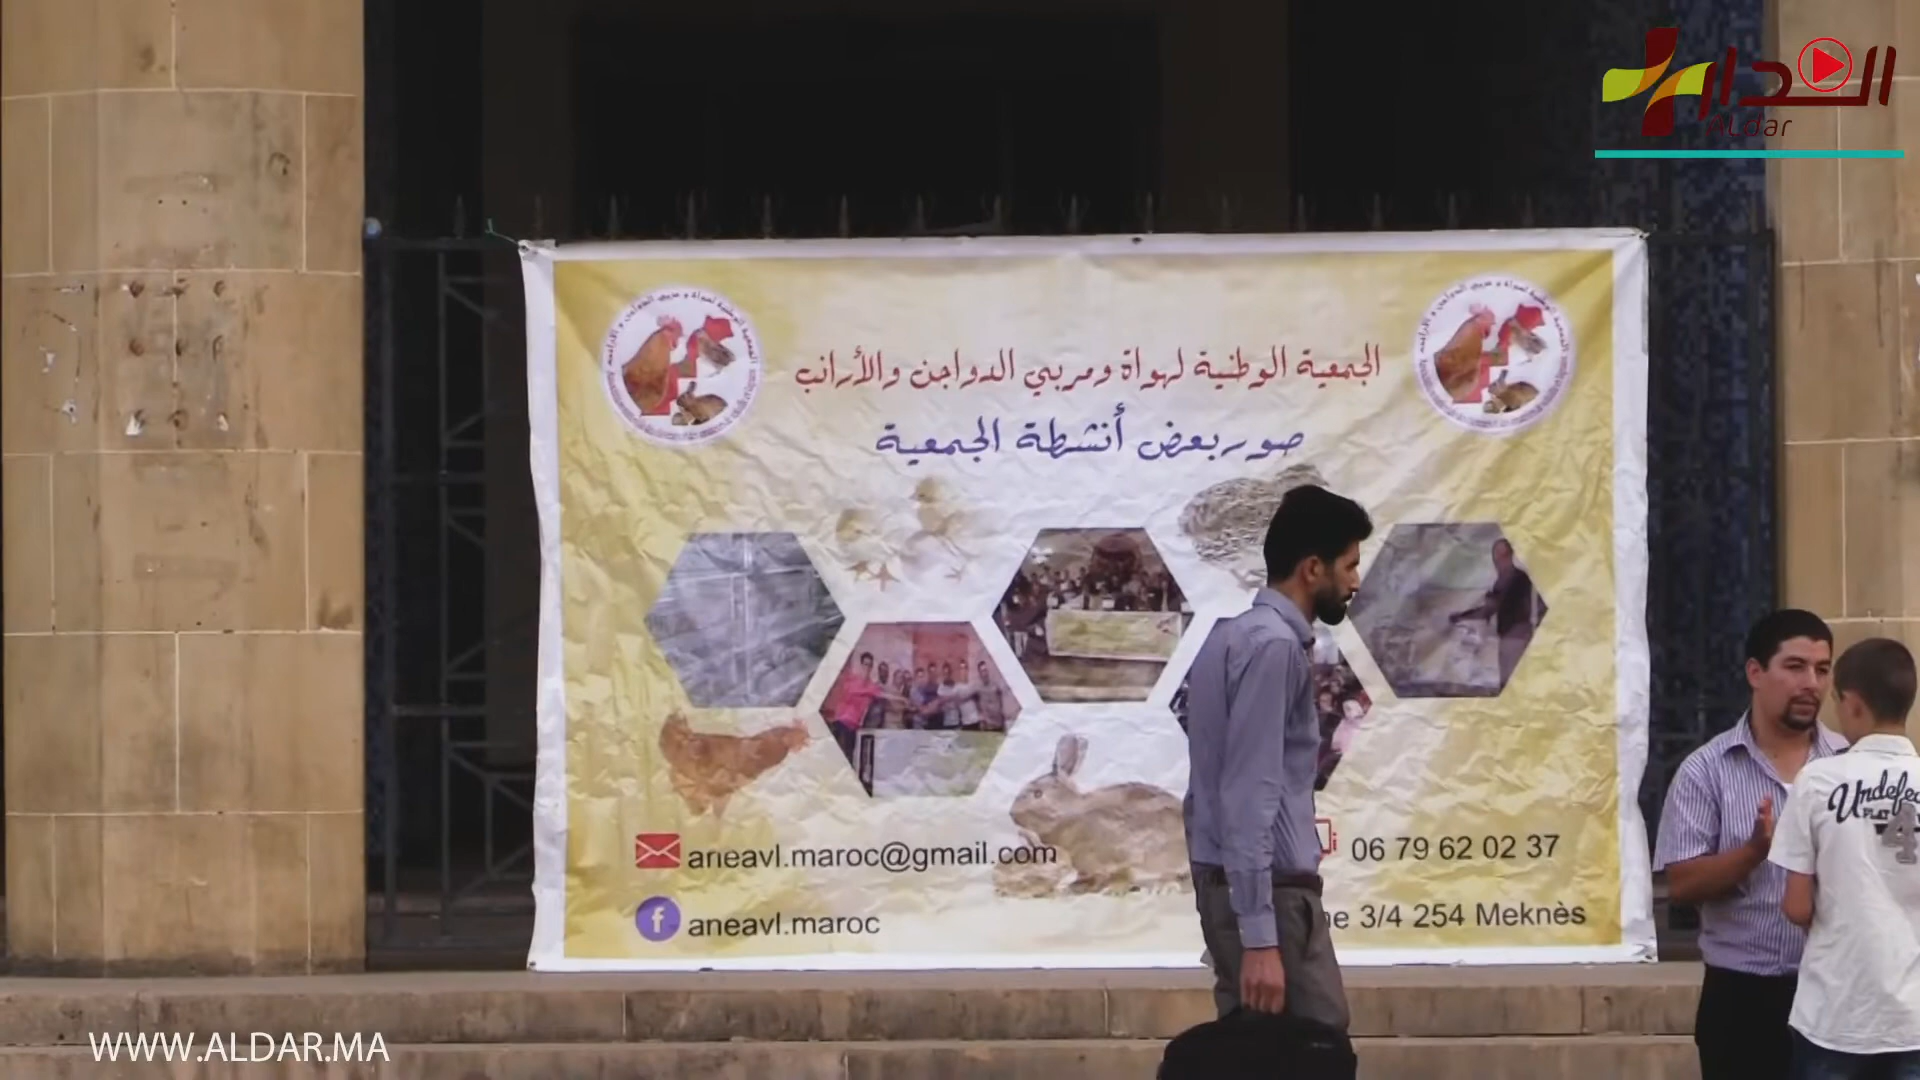 الدار
ALdar
الجمعية الوطنية لهواة ومربي الدواجن والأرانب
صور بعض أنشطة الجمعية
aneavl.maroc@gmail.com
06 79 62 02 37
aneavl.maroc
3/4 254 Meknès
PLAT
WWW.ALDAR.MA